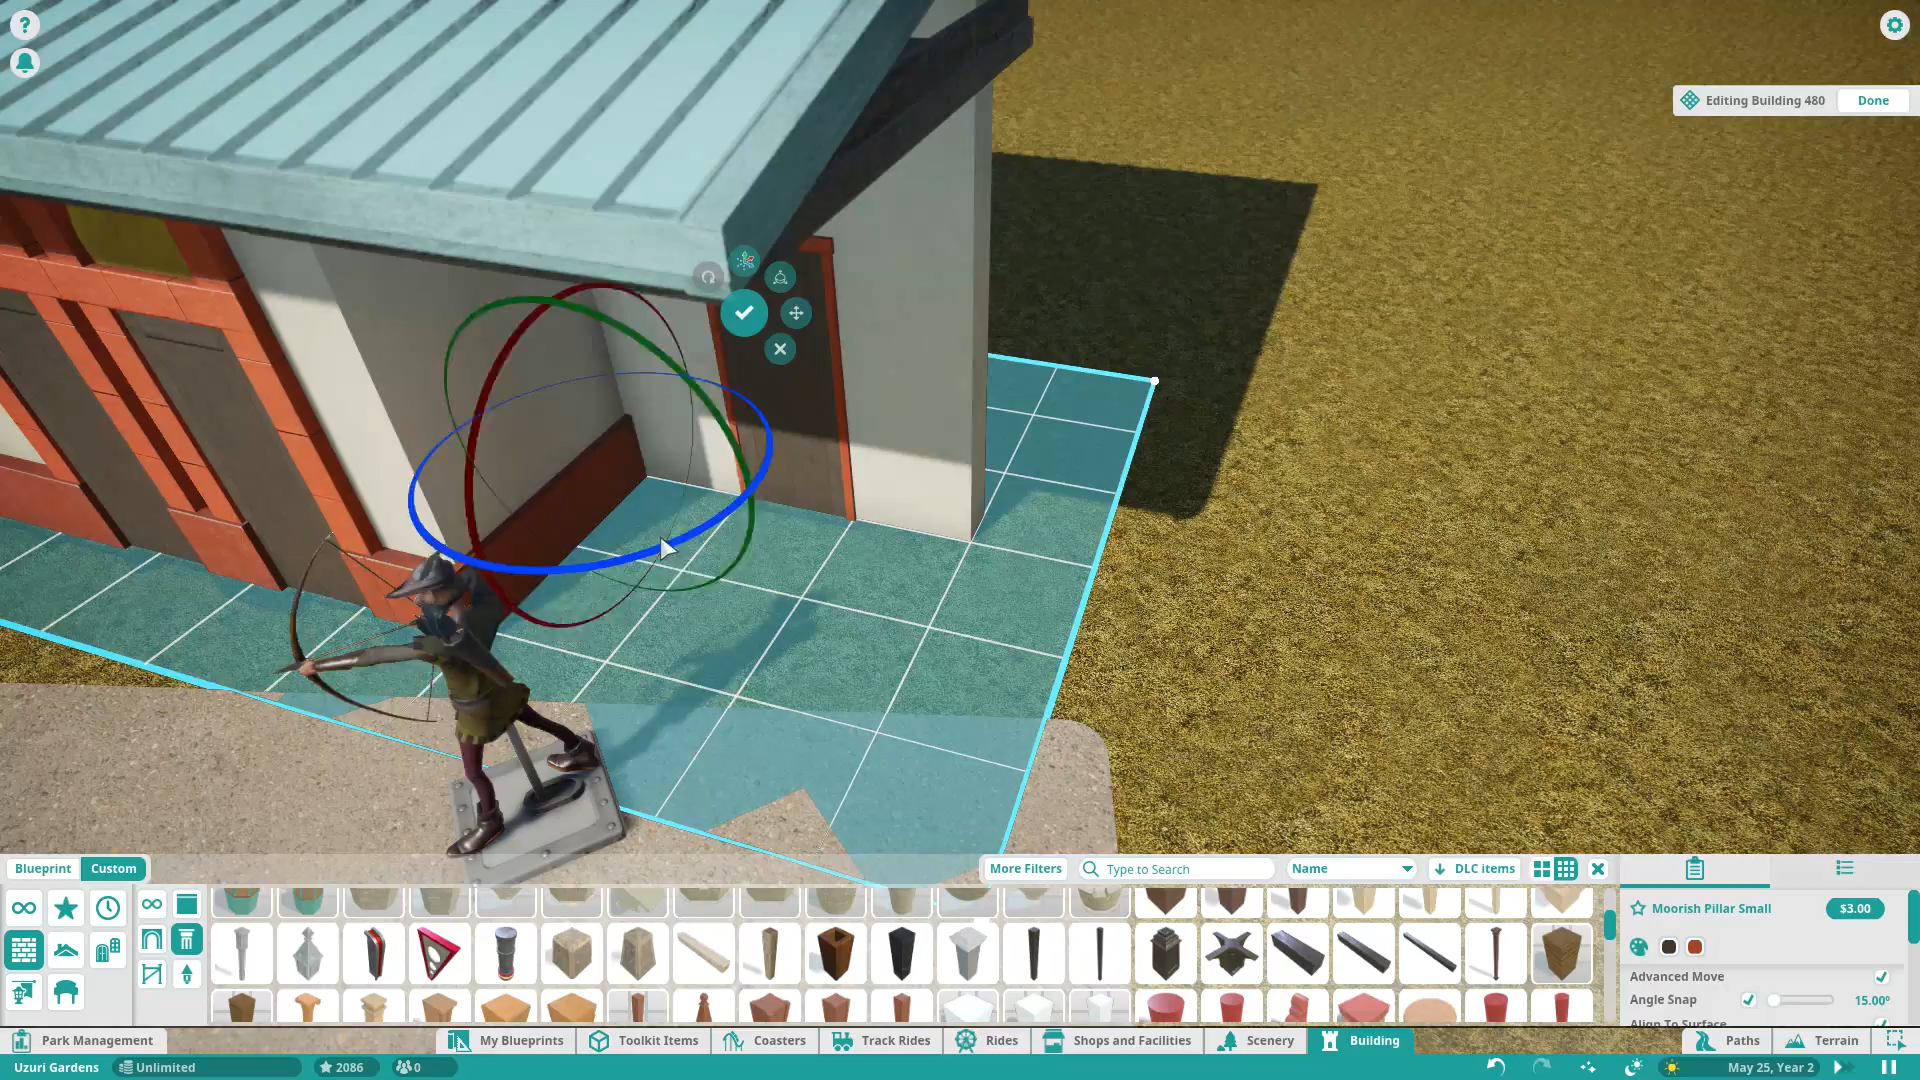 ?
Editing Building 480 Done
Blueprint Custom
More Filters Type to Search Name DLC items
Moorish Pillar Small $3.00
Advanced Move
Angle Snap 15.00º
Align To Surface
Park Management My Blueprints Toolkit Items Coasters Track Rides Rides Shops and Facilities Scenery Building Paths Terrain
Uzuri Gardens Unlimited 2086 0 May 25, Year 2